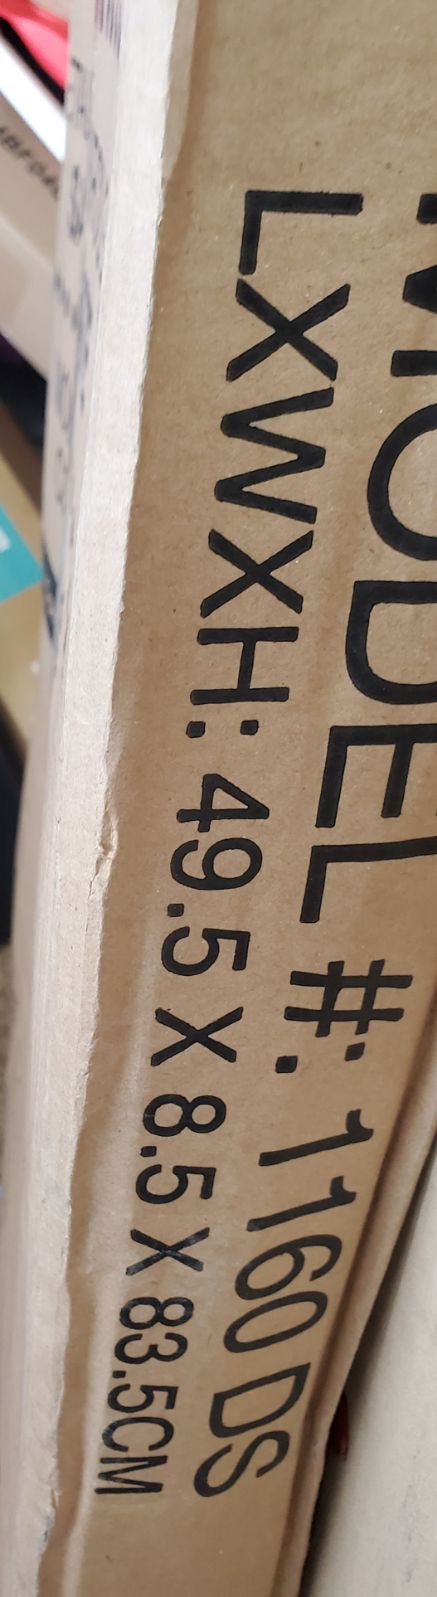 MODEL #: 1160 DS
LXWXH: 49.5 X 8.5 X 83.5CM